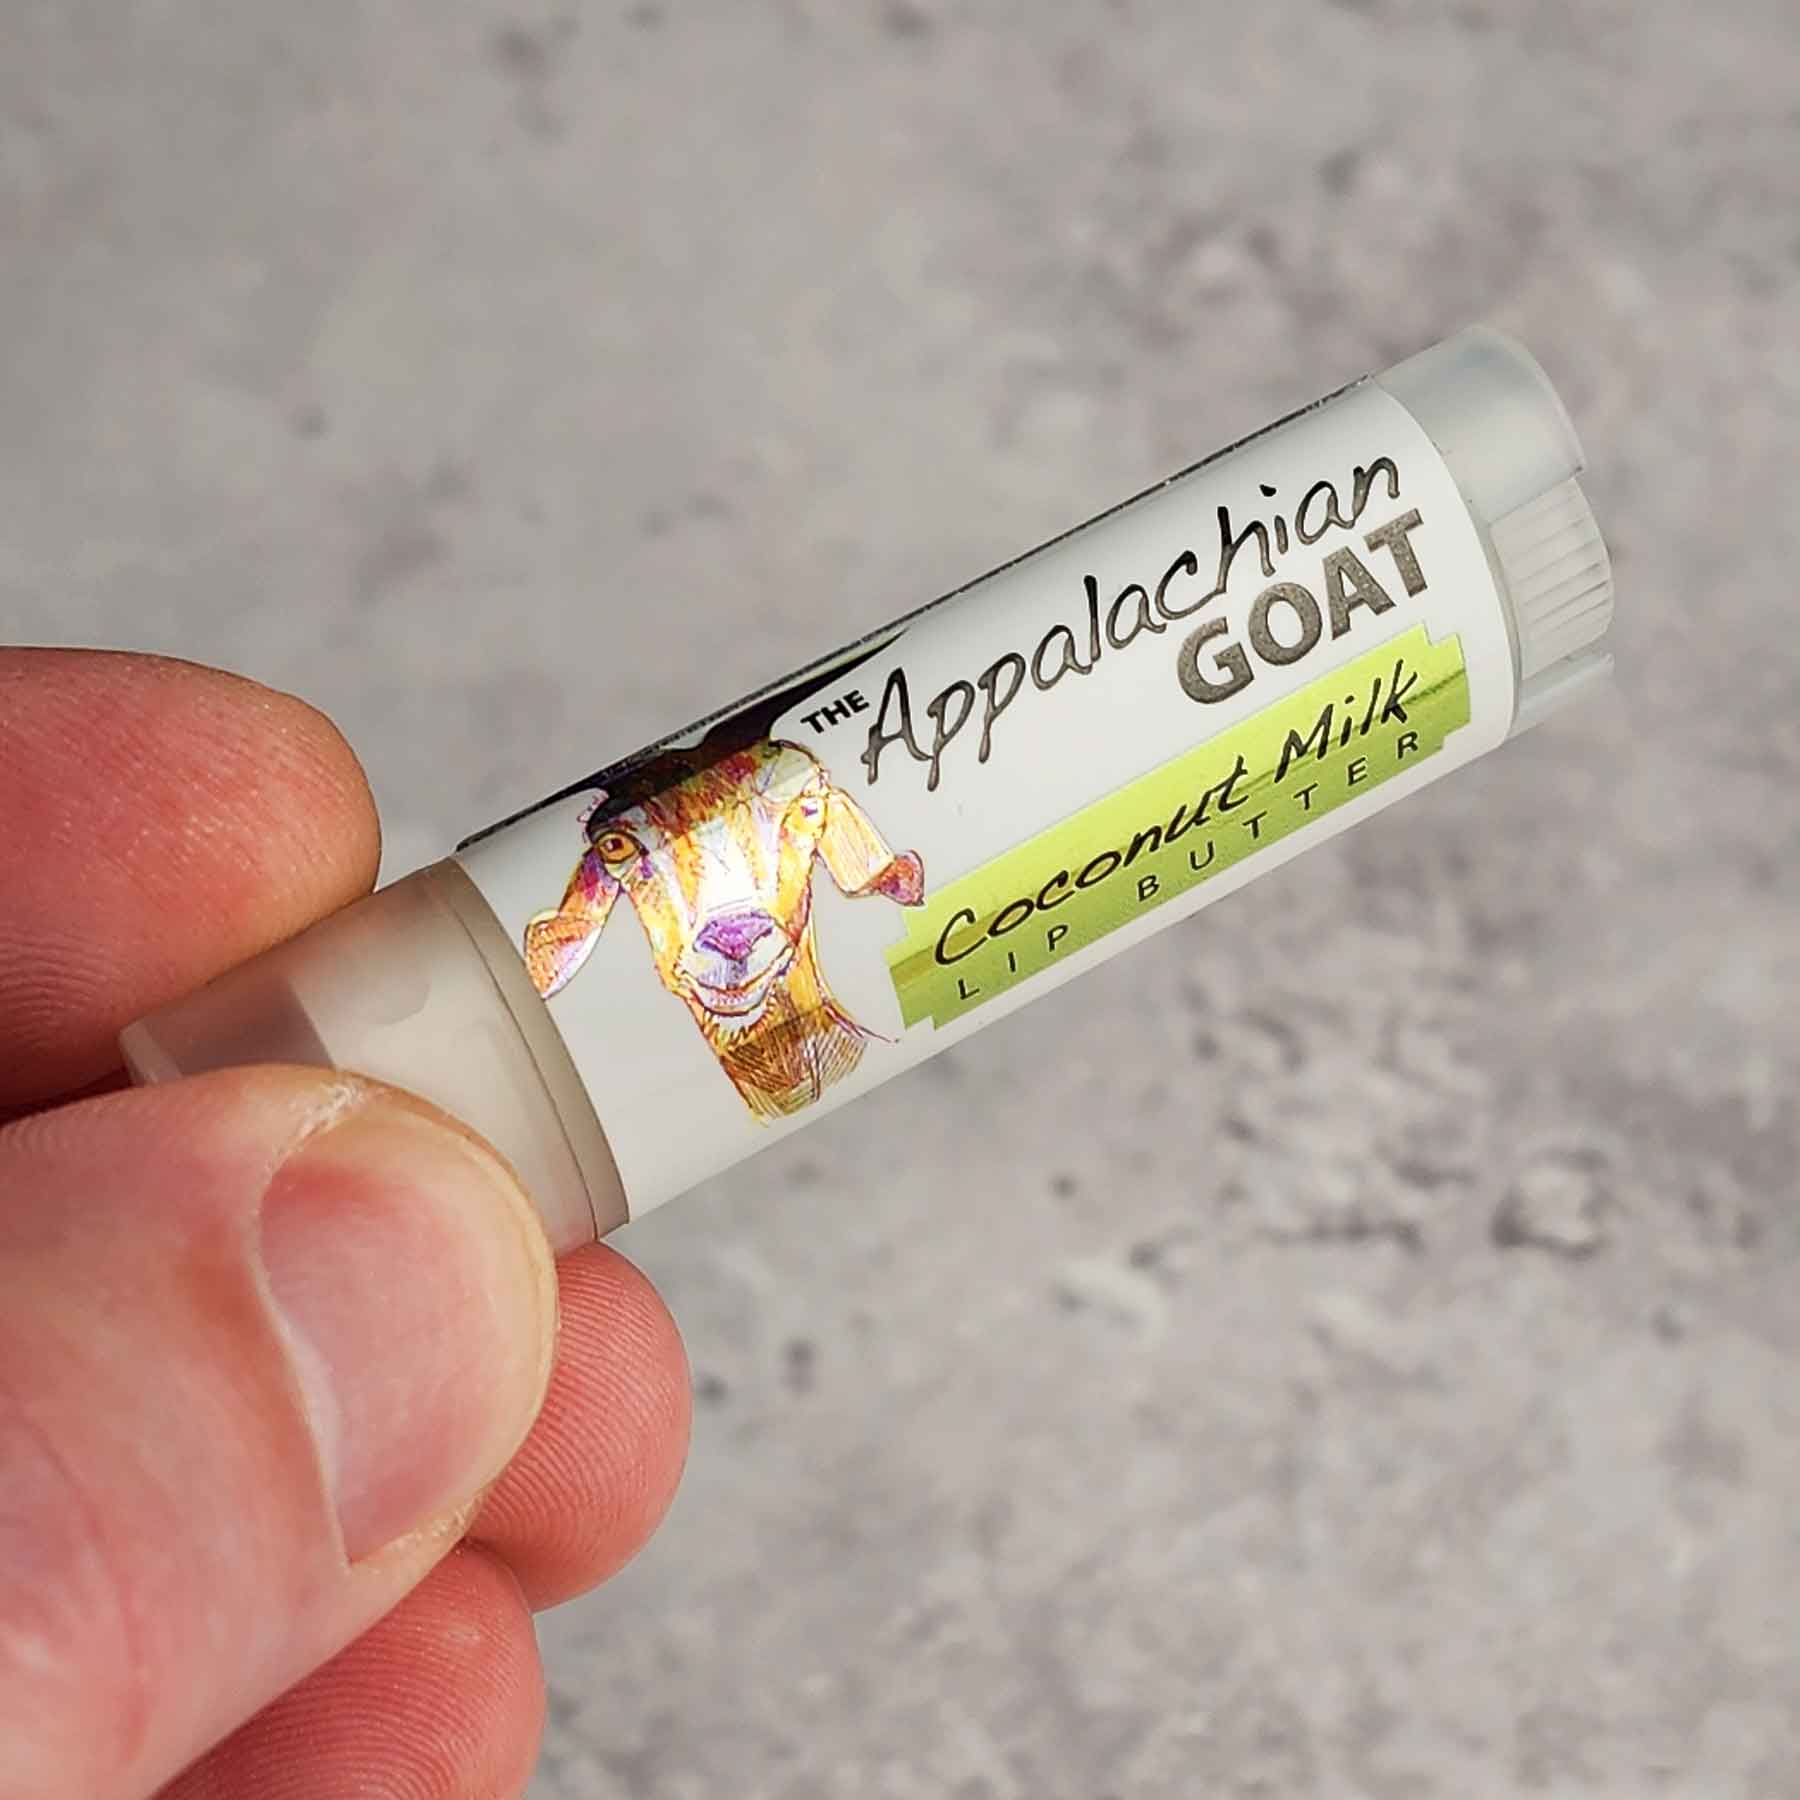 THE Appalachian
GOAT
Coconut Milk
LIP BUTTER